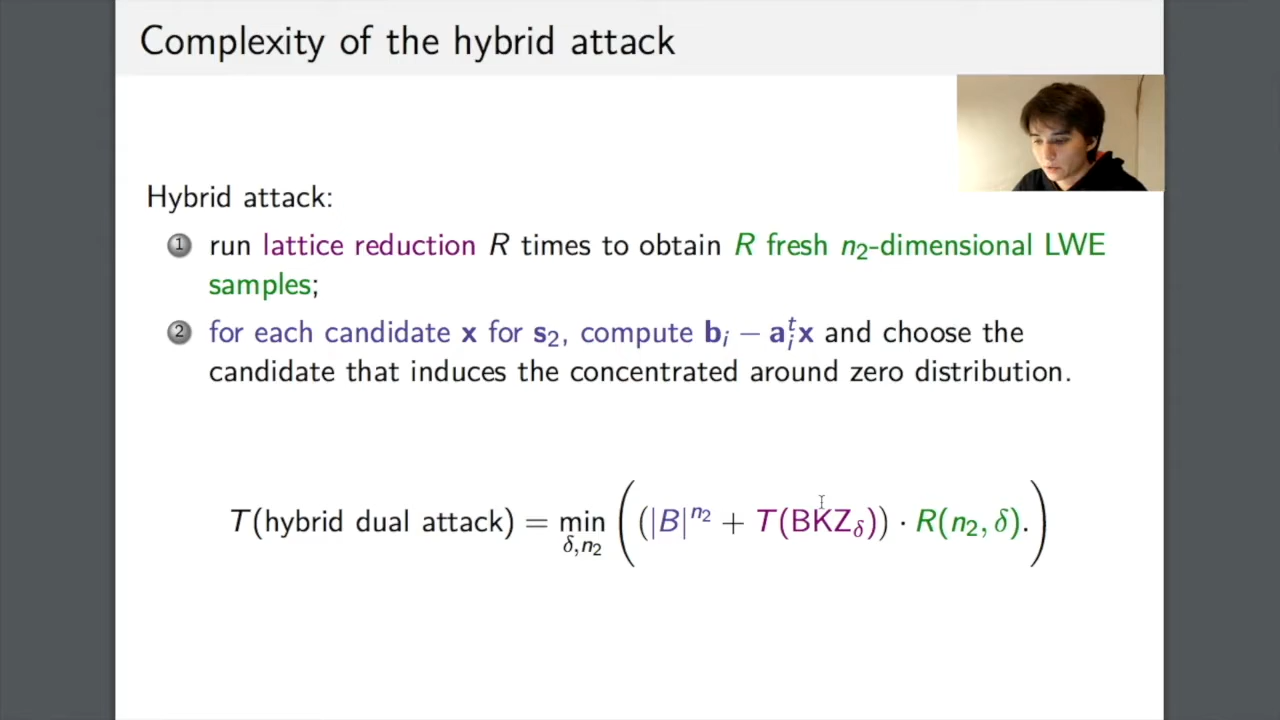 Complexity of the hybrid attack
Hybrid attack:
1 run lattice reduction R times to obtain R fresh n₂-dimensional LWE
samples;
2 for each candidate x for s₂, compute bᵢ − aᵢᵗx and choose the
candidate that induces the concentrated around zero distribution.
T(hybrid dual attack) = min_{δ,n₂} ((|B|^{n₂} + T(BKZ_δ)) · R(n₂, δ).)